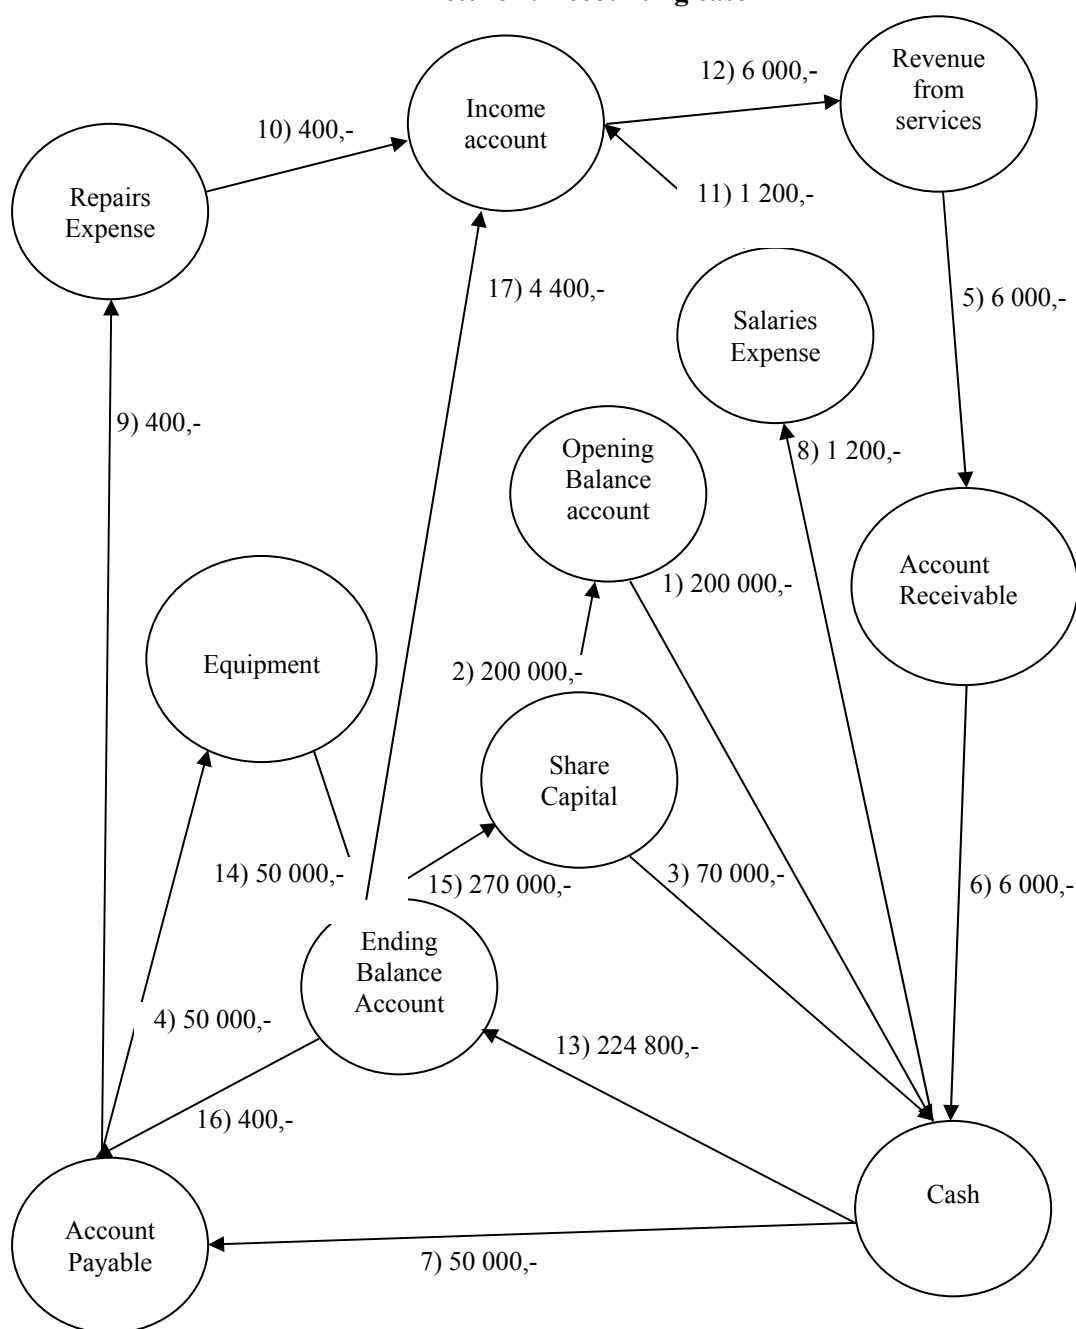 12) 6 000,-
Revenue
from
services
Income
account
10) 400,-
11) 1 200,-
Repairs
Expense
17) 4 400,-
5) 6 000,-
Salaries
Expense
9) 400,-
8) 1 200,-
Opening
Balance
account
1) 200 000,-
Account
Receivable
Equipment
2) 200 000,-
Share
Capital
14) 50 000,-
15) 270 000,-
3) 70 000,-
6) 6 000,-
Ending
Balance
Account
4) 50 000,-
13) 224 800,-
16) 400,-
Cash
Account
Payable
7) 50 000,-